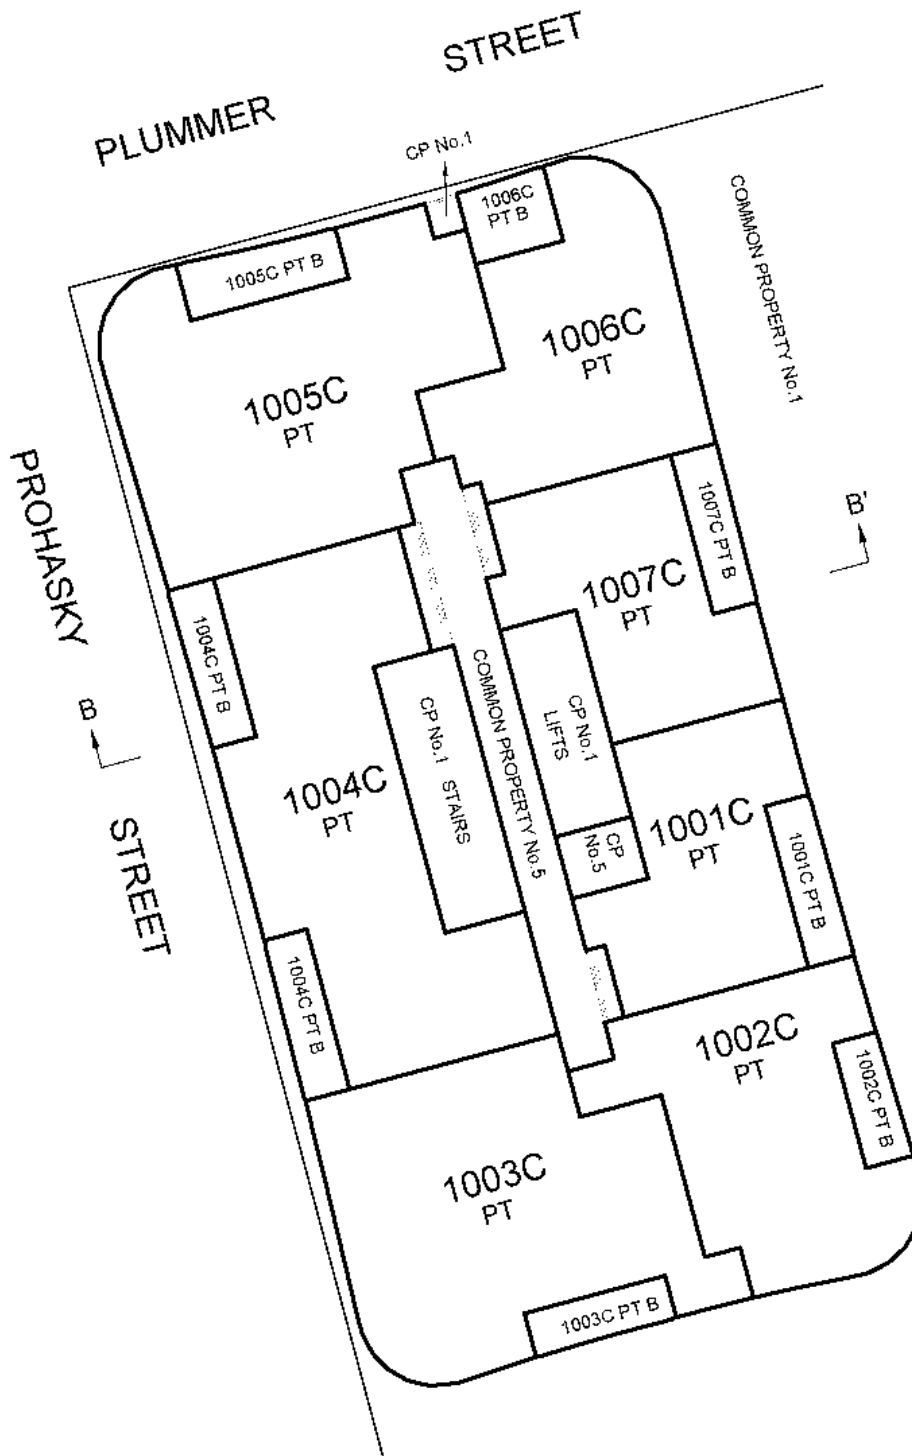 PLUMMER STREET
CP No.1
1006C
PT B
COMMON PROPERTY No.1
1005C PT B
1006C
PT
1005C
PT
PROHASKY STREET
1007C PT B
B'
1007C
PT
1004C PT B
B
COMMON PROPERTY No.5
CP No.1
LIFTS
CP No.1 STAIRS
1004C
PT
1001C
PT
CP
No.5
1001C PT B
1004C PT B
1002C
PT
1002C PT B
1003C
PT
1003C PT B